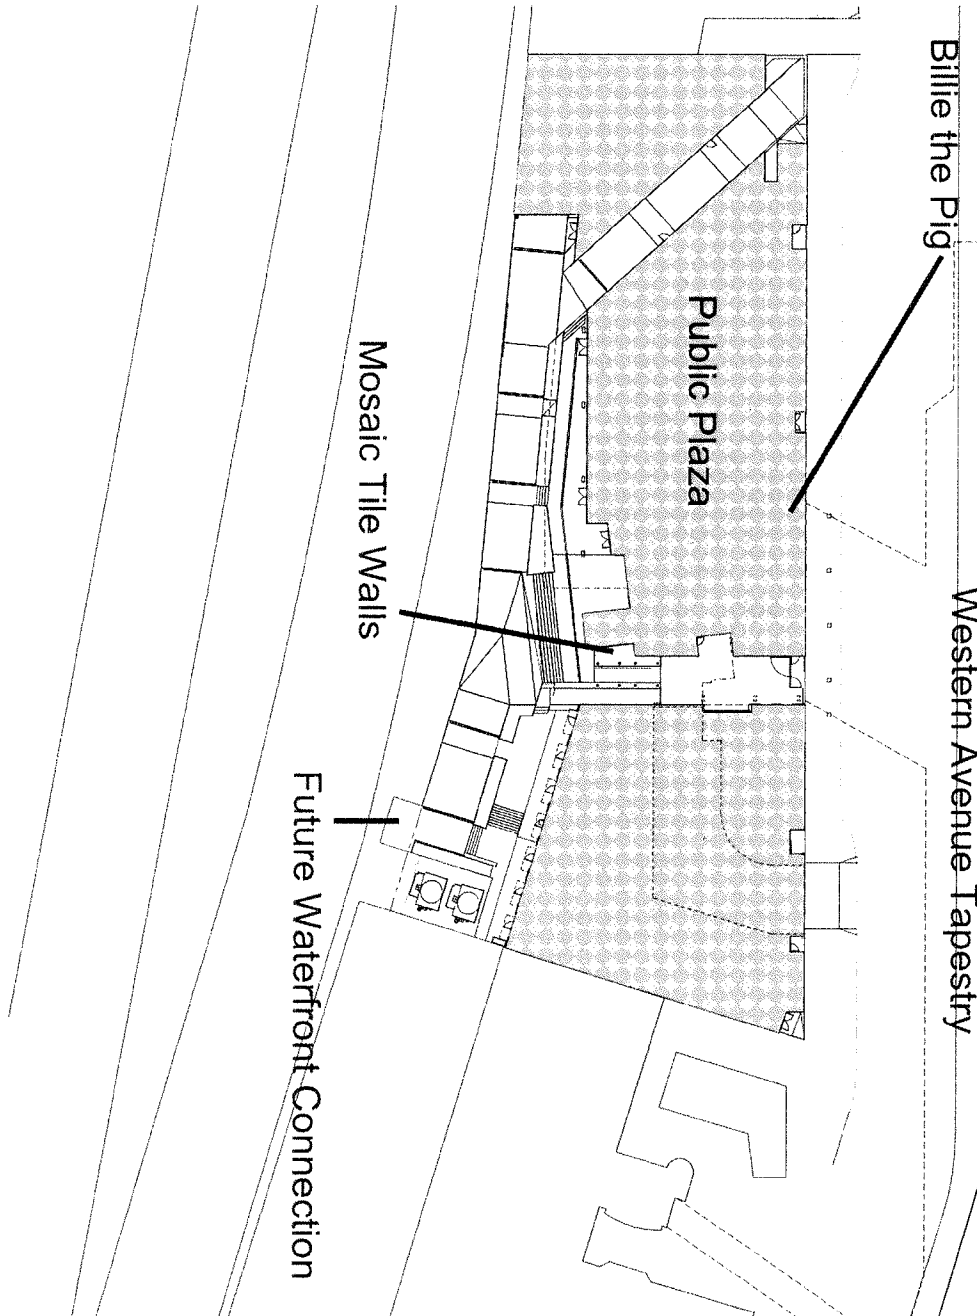 Billie the Pig
Western Avenue Tapestry
Public Plaza
Mosaic Tile Walls
Future Waterfront Connection